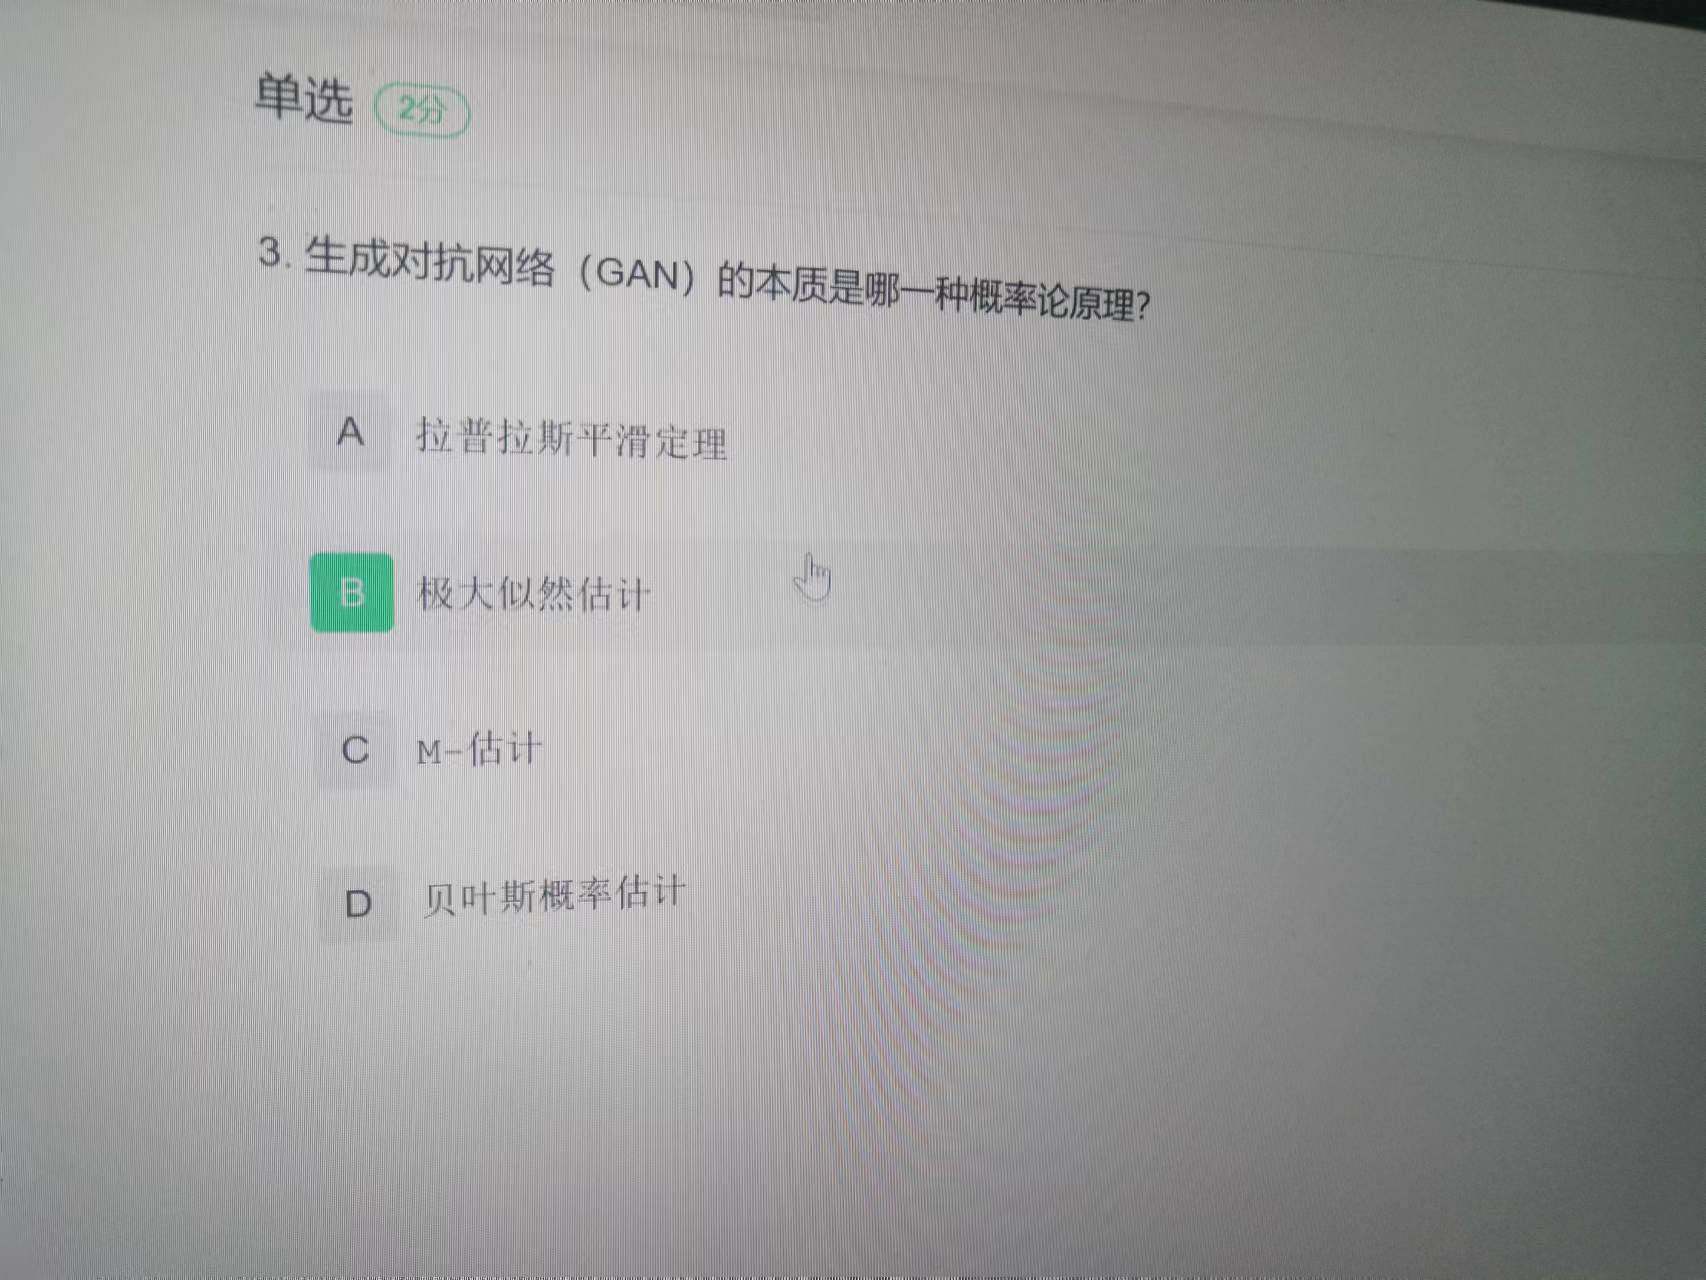 单选 2分
3. 生成对抗网络（GAN）的本质是哪一种概率论原理?
A 拉普拉斯平滑定理
B 极大似然估计
C M-估计
D 贝叶斯概率估计